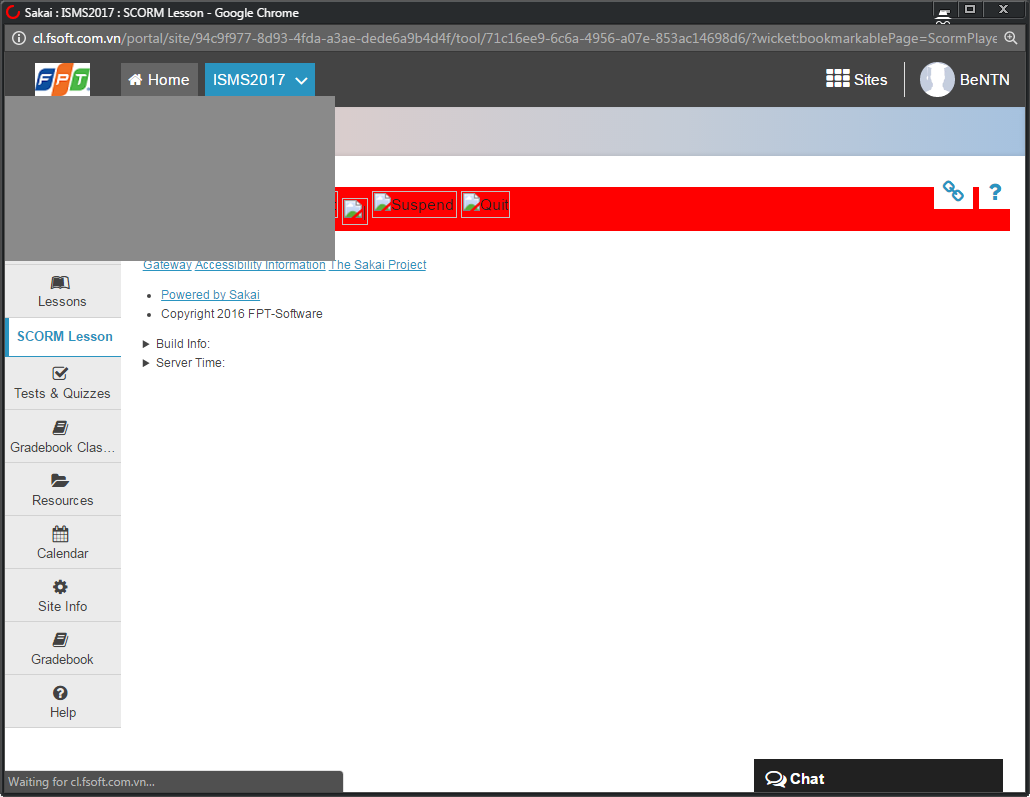 Sakai : ISMS2017 : SCORM Lesson - Google Chrome
cl.fsoft.com.vn/portal/site/94c9f977-8d93-4fda-a3ae-dede6a9b4d4f/tool/71c16ee9-6c6a-4956-a07e-853ac14698d6/?wicket:bookmarkablePage=ScormPlaye
FPT Home ISMS2017 Sites BeNTN
Suspend Quit ?
Gateway Accessibility Information The Sakai Project
Powered by Sakai
Copyright 2016 FPT-Software
Build Info:
Server Time:
Lessons
SCORM Lesson
Tests & Quizzes
Gradebook Clas...
Resources
Calendar
Site Info
Gradebook
Help
Waiting for cl.fsoft.com.vn...
Chat